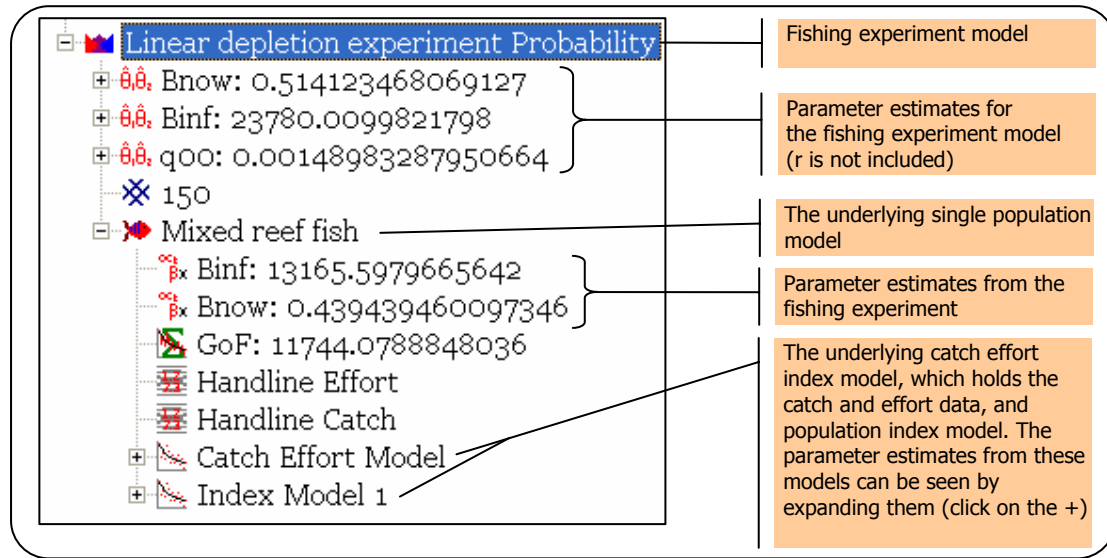 Linear depletion experiment Probability
Bnow: 0.514123468069127
Binf: 23780.0099821798
q00: 0.00148983287950664
150
Mixed reef fish
Binf: 13165.5979665642
Bnow: 0.439439460097346
GoF: 11744.0788848036
Handline Effort
Handline Catch
Catch Effort Model
Index Model 1
Fishing experiment model
Parameter estimates for
the fishing experiment model
(r is not included)
The underlying single population
model
Parameter estimates from the
fishing experiment
The underlying catch effort
index model, which holds the
catch and effort data, and
population index model. The
parameter estimates from these
models can be seen by
expanding them (click on the +)